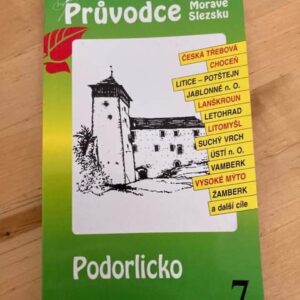 Průvodce
Moravě
Slezsku
ČESKÁ TŘEBOVÁ
CHOCEŇ
LITICE – POTŠTEJN
JABLONNÉ n. O.
LANŠKROUN
LETOHRAD
LITOMYŠL
SUCHÝ VRCH
ÚSTÍ n. O.
VAMBERK
VYSOKÉ MÝTO
ŽAMBERK
a další cíle
Podorlicko
7